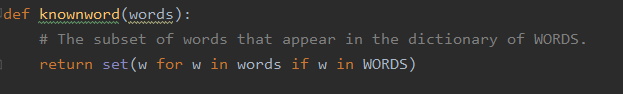 def knownword(words):
    # The subset of words that appear in the dictionary of WORDS.
    return set(w for w in words if w in WORDS)